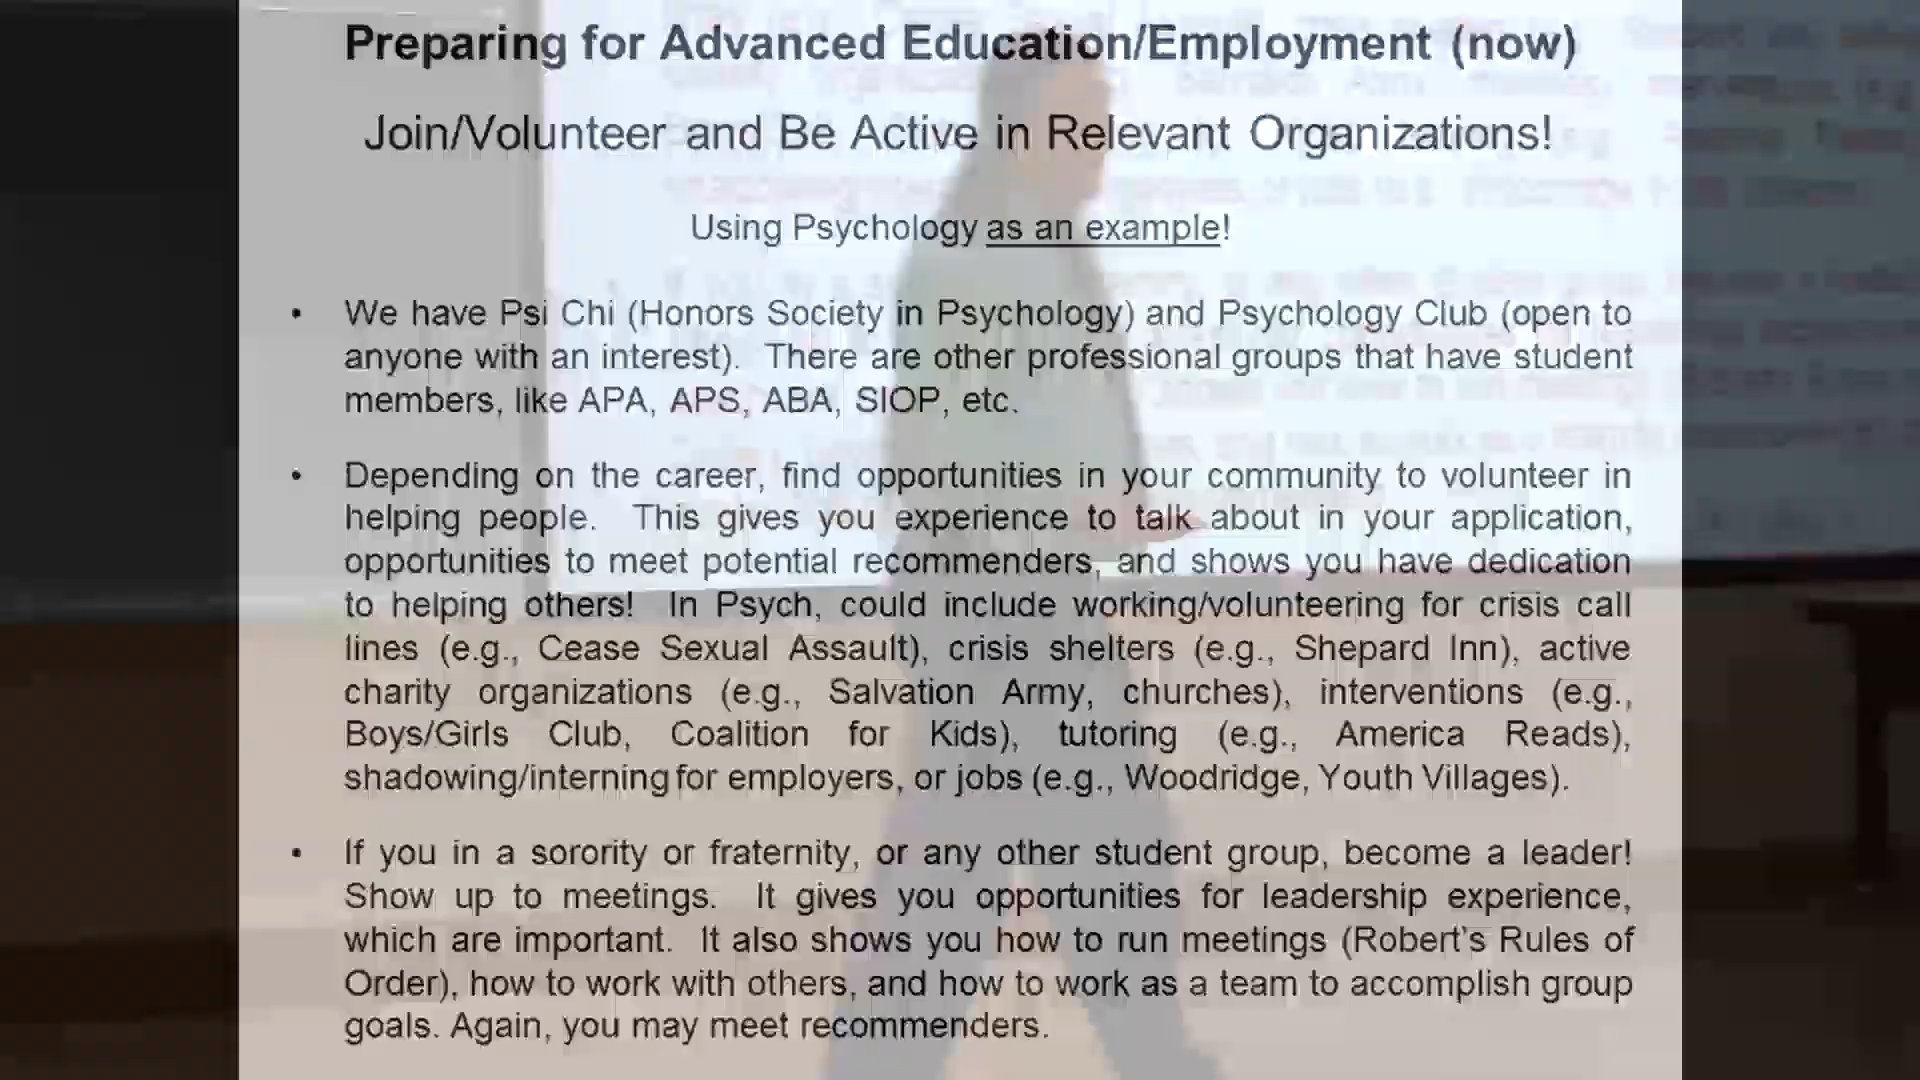 Preparing for Advanced Education/Employment (now)
Join/Volunteer and Be Active in Relevant Organizations!
Using Psychology as an example!
• We have Psi Chi (Honors Society in Psychology) and Psychology Club (open to
anyone with an interest). There are other professional groups that have student
members, like APA, APS, ABA, SIOP, etc.
• Depending on the career, find opportunities in your community to volunteer in
helping people. This gives you experience to talk about in your application,
opportunities to meet potential recommenders, and shows you have dedication
to helping others! In Psych, could include working/volunteering for crisis call
lines (e.g., Cease Sexual Assault), crisis shelters (e.g., Shepard Inn), active
charity organizations (e.g., Salvation Army, churches), interventions (e.g.,
Boys/Girls Club, Coalition for Kids), tutoring (e.g., America Reads),
shadowing/interning for employers, or jobs (e.g., Woodridge, Youth Villages).
• If you in a sorority or fraternity, or any other student group, become a leader!
Show up to meetings. It gives you opportunities for leadership experience,
which are important. It also shows you how to run meetings (Robert's Rules of
Order), how to work with others, and how to work as a team to accomplish group
goals. Again, you may meet recommenders.